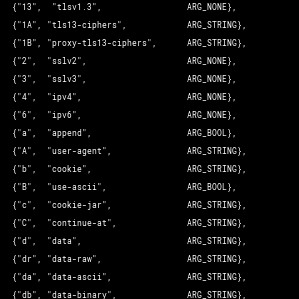 {"13", "tlsv1.3", ARG_NONE},
{"1A", "tls13-ciphers", ARG_STRING},
{"1B", "proxy-tls13-ciphers", ARG_STRING},
{"2", "sslv2", ARG_NONE},
{"3", "sslv3", ARG_NONE},
{"4", "ipv4", ARG_NONE},
{"6", "ipv6", ARG_NONE},
{"a", "append", ARG_BOOL},
{"A", "user-agent", ARG_STRING},
{"b", "cookie", ARG_STRING},
{"B", "use-ascii", ARG_BOOL},
{"c", "cookie-jar", ARG_STRING},
{"C", "continue-at", ARG_STRING},
{"d", "data", ARG_STRING},
{"dr", "data-raw", ARG_STRING},
{"da", "data-ascii", ARG_STRING},
{"db", "data-binary", ARG_STRING},